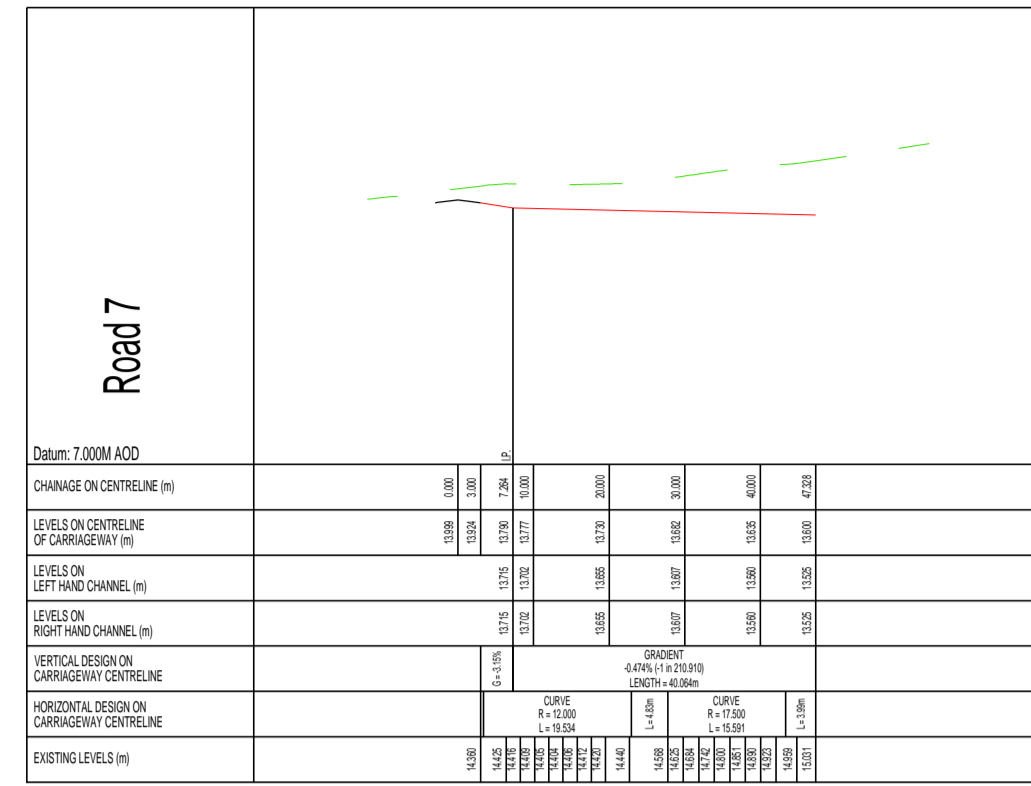 Road 7
Datum: 7.000M AOD
I.P.
CHAINAGE ON CENTRELINE (m)
0.000 3.000 7.264 10.000 20.000 30.000 40.000 47.328
LEVELS ON CENTRELINE
OF CARRIAGEWAY (m)
13.999 13.924 13.790 13.777 13.730 13.682 13.635 13.600
LEVELS ON
LEFT HAND CHANNEL (m)
13.715 13.702 13.655 13.607 13.560 13.525
LEVELS ON
RIGHT HAND CHANNEL (m)
13.715 13.702 13.655 13.607 13.560 13.525
VERTICAL DESIGN ON
CARRIAGEWAY CENTRELINE
G = -3.15%
GRADIENT
-0.474% (-1 in 210.910)
LENGTH = 40.064m
HORIZONTAL DESIGN ON
CARRIAGEWAY CENTRELINE
CURVE
R = 12.000
L = 19.534
L = 4.83m
CURVE
R = 17.500
L = 15.591
L = 3.99m
EXISTING LEVELS (m)
14.360 14.425 14.416 14.409 14.405 14.404 14.406 14.412 14.420 14.440 14.568 14.625 14.684 14.742 14.800 14.851 14.890 14.923 14.959 15.031